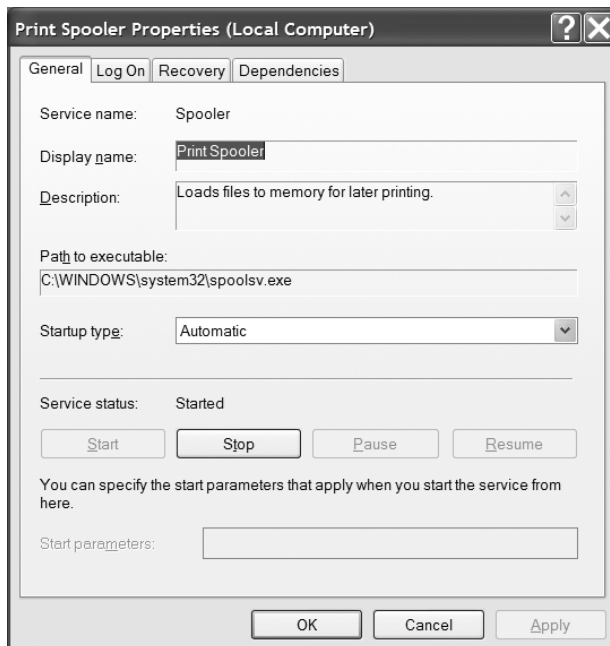 Print Spooler Properties (Local Computer)
General Log On Recovery Dependencies
Service name: Spooler
Display name: Print Spooler
Description: Loads files to memory for later printing.
Path to executable:
C:\WINDOWS\system32\spoolsv.exe
Startup type: Automatic
Service status: Started
Start Stop Pause Resume
You can specify the start parameters that apply when you start the service from
here.
Start parameters:
OK Cancel Apply